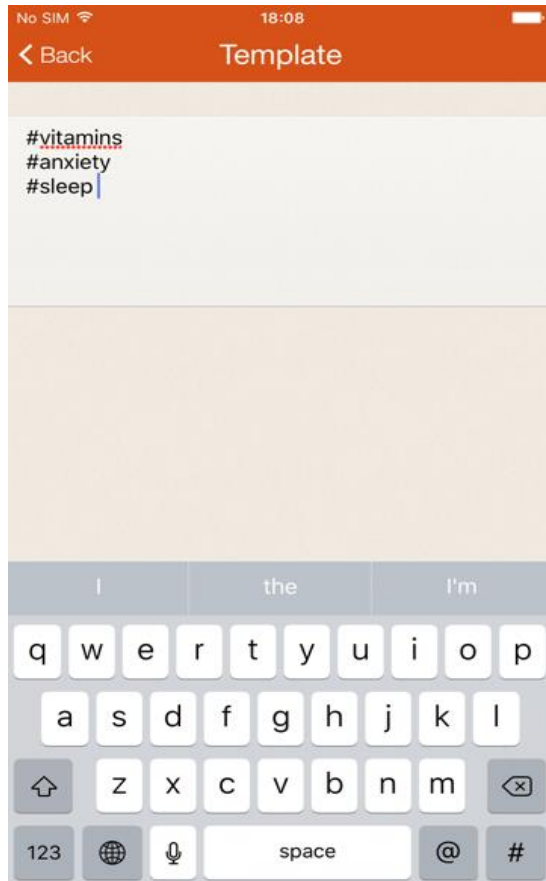 No SIM 18:08
Back Template
#vitamins
#anxiety
#sleep
I the I'm
q w e r t y u i o p
a s d f g h j k l
z x c v b n m
123 space @ #